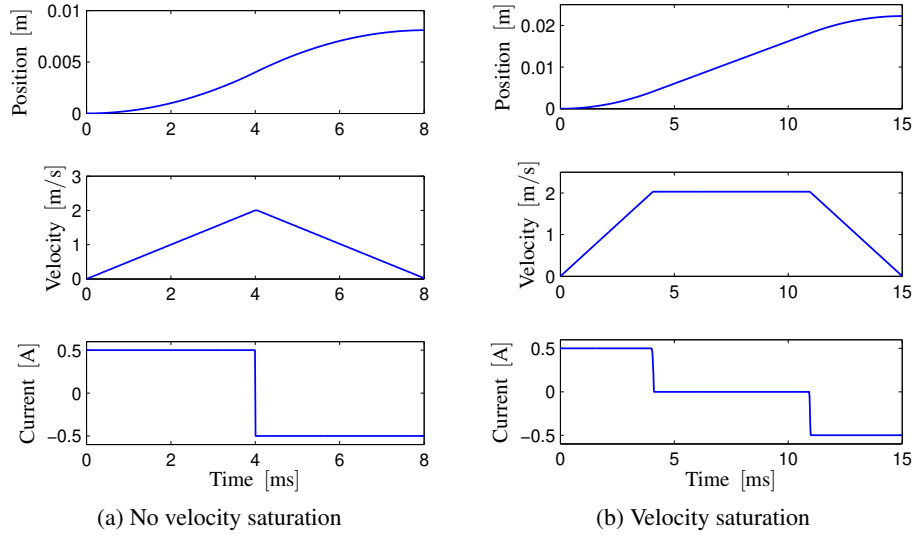 0.01
0.005
0
Position [m]
0 2 4 6 8
3
2
1
0
Velocity [m/s]
0 2 4 6 8
0.5
0
−0.5
Current [A]
0 2 4 6 8
Time [ms]
(a) No velocity saturation
0.02
0.01
0
Position [m]
0 5 10 15
2
1
0
Velocity [m/s]
0 5 10 15
0.5
0
−0.5
Current [A]
0 5 10 15
Time [ms]
(b) Velocity saturation